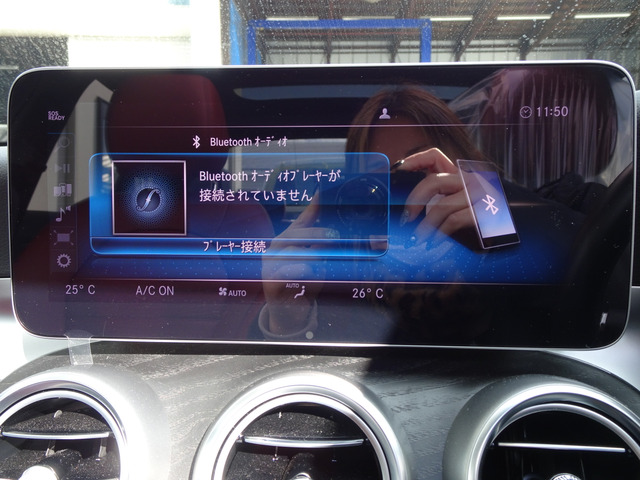 SOS
READY
11:50
Bluetooth オーディオ
Bluetooth オーディオプレーヤーが
接続されていません
プレーヤー接続
25° C A/C ON AUTO AUTO 26° C